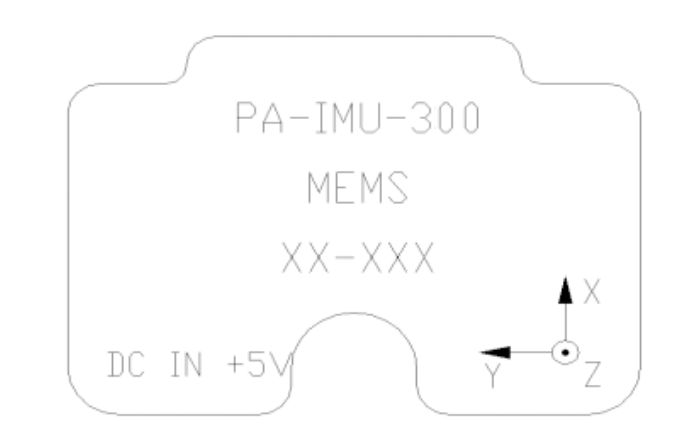 PA-IMU-300
MEMS
XX-XXX
X
DC IN +5V
Y
Z